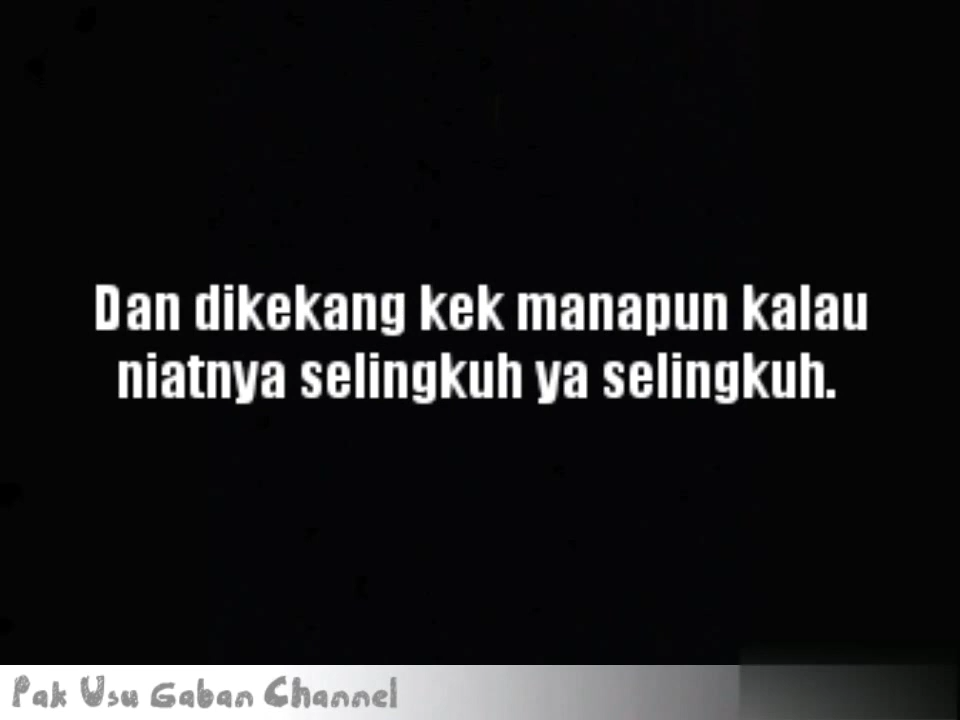 Dan dikekang kek manapun kalau
niatnya selingkuh ya selingkuh.
Pak Usu Gaban Channel